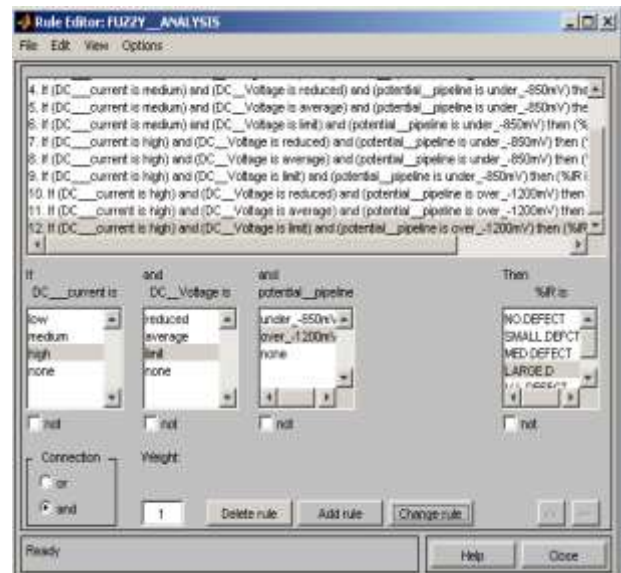 Rule Editor: FUZZY__ANALYSIS
File Edit View Options
4. If (DC___current is medium) and (DC__Voltage is reduced) and (potential__pipeline is under_-850mV) the
5. If (DC___current is medium) and (DC__Voltage is average) and (potential__pipeline is under_-850mV) the
6. If (DC___current is medium) and (DC__Voltage is limit) and (potential__pipeline is under_-850mV) then (%
7. If (DC___current is high) and (DC__Voltage is reduced) and (potential__pipeline is under_-850mV) then (
8. If (DC___current is high) and (DC__Voltage is average) and (potential__pipeline is under_-850mV) then (
9. If (DC___current is high) and (DC__Voltage is limit) and (potential__pipeline is under_-850mV) then (%IR i
10. If (DC___current is high) and (DC__Voltage is reduced) and (potential__pipeline is over_-1200mV) then
11. If (DC___current is high) and (DC__Voltage is average) and (potential__pipeline is over_-1200mV) then
12. If (DC___current is high) and (DC__Voltage is limit) and (potential__pipeline is over_-1200mV) then (%IR
If and and Then
DC___current is DC__Voltage is potential__pipeline %IR is
low reduced under_-850mV NO.DEFECT
medium average over_-1200mV SMALL.DEFCT
high limit none MED.DEFECT
none none LARGE.D
not not not not
Connection Weight:
or
and 1 Delete rule Add rule Change rule << >>
Ready Help Close